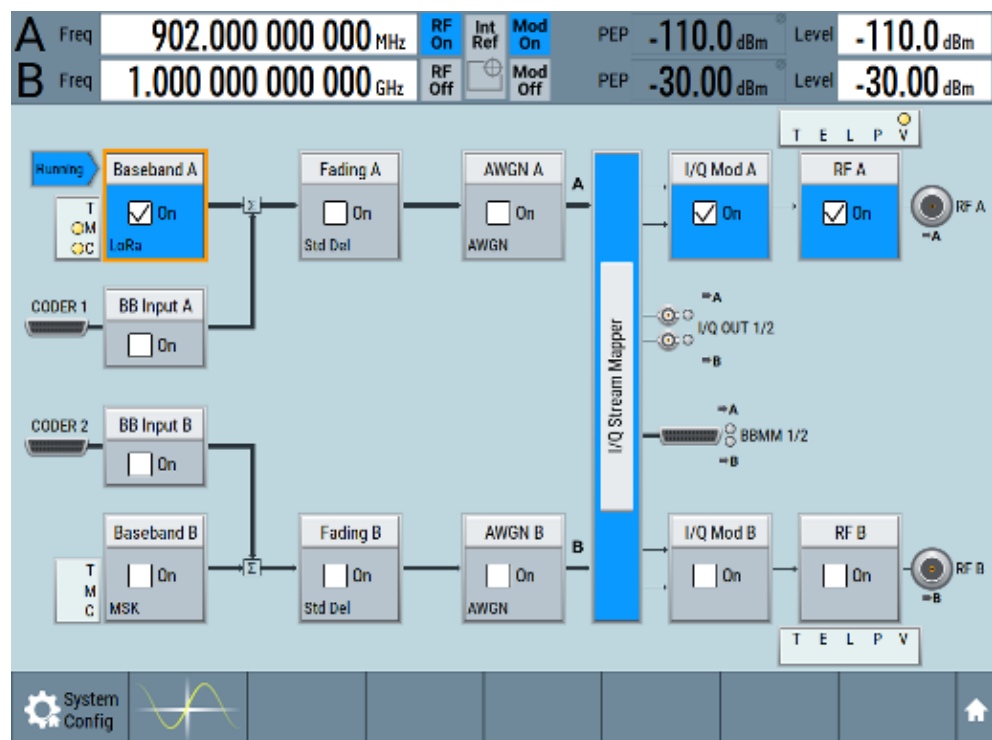 A Freq 902.000 000 000 MHz RF On Int Ref Mod On PEP -110.0 dBm Level -110.0 dBm
B Freq 1.000 000 000 000 GHz RF Off Mod Off PEP -30.00 dBm Level -30.00 dBm
T E L P V
Running
Baseband A
On
LoRa
T
M
C
Σ
Fading A
On
Std Del
AWGN A
On
AWGN
A
I/Q Mod A
On
RF A
On
RF A
⇒A
CODER 1
BB Input A
On
I/Q Stream Mapper
⇒A
I/Q OUT 1/2
⇒B
CODER 2
BB Input B
On
⇒A
BBMM 1/2
⇒B
Baseband B
On
MSK
T
M
C
Σ
Fading B
On
Std Del
AWGN B
On
AWGN
B
I/Q Mod B
On
RF B
On
RF B
⇒B
T E L P V
System
Config